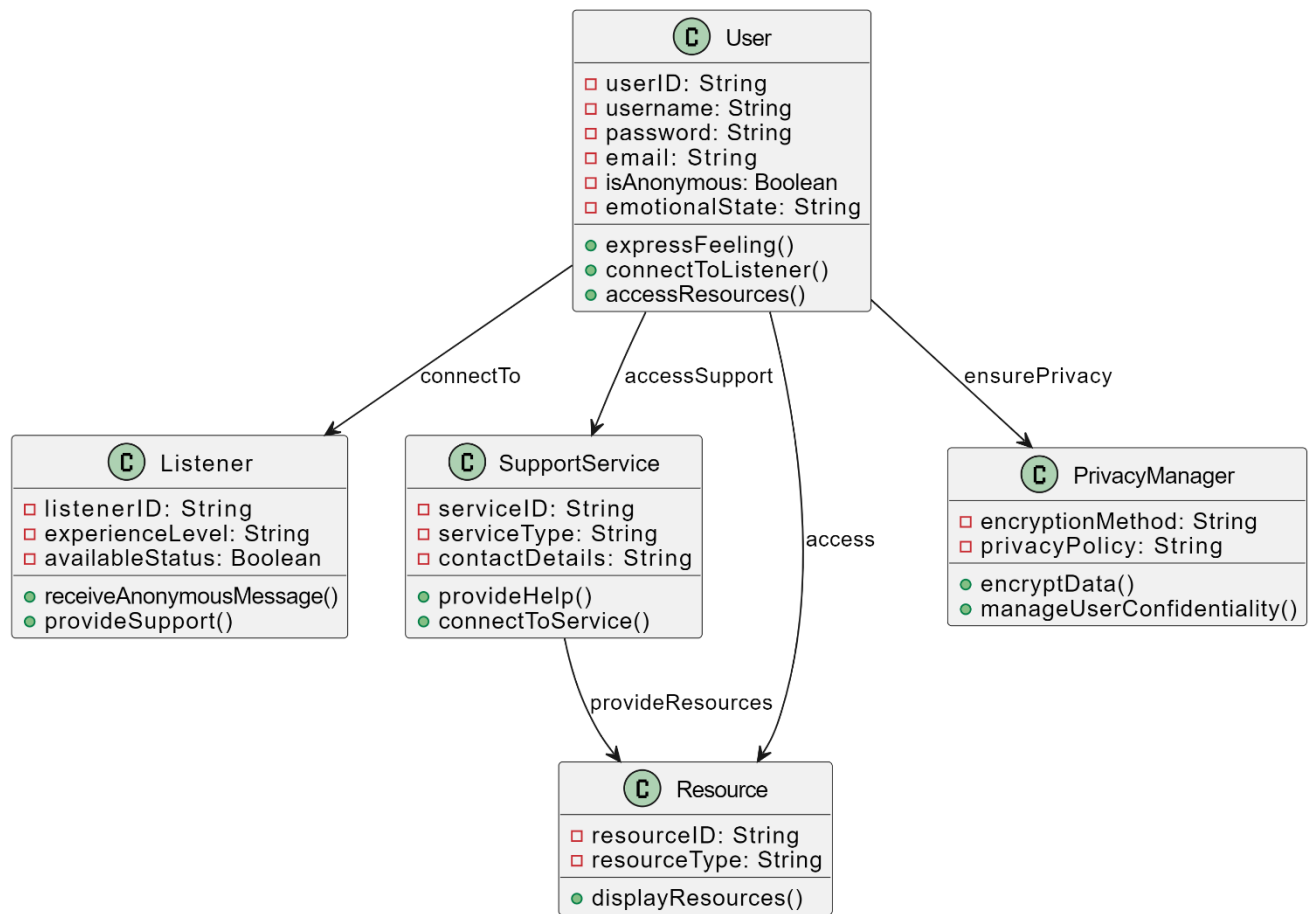 C User
userID: String
username: String
password: String
email: String
isAnonymous: Boolean
emotionalState: String
expressFeeling()
connectToListener()
accessResources()
connectTo
accessSupport
ensurePrivacy
C Listener
listenerID: String
experienceLevel: String
availableStatus: Boolean
receiveAnonymousMessage()
provideSupport()
C SupportService
serviceID: String
serviceType: String
contactDetails: String
provideHelp()
connectToService()
access
C PrivacyManager
encryptionMethod: String
privacyPolicy: String
encryptData()
manageUserConfidentiality()
provideResources
C Resource
resourceID: String
resourceType: String
displayResources()